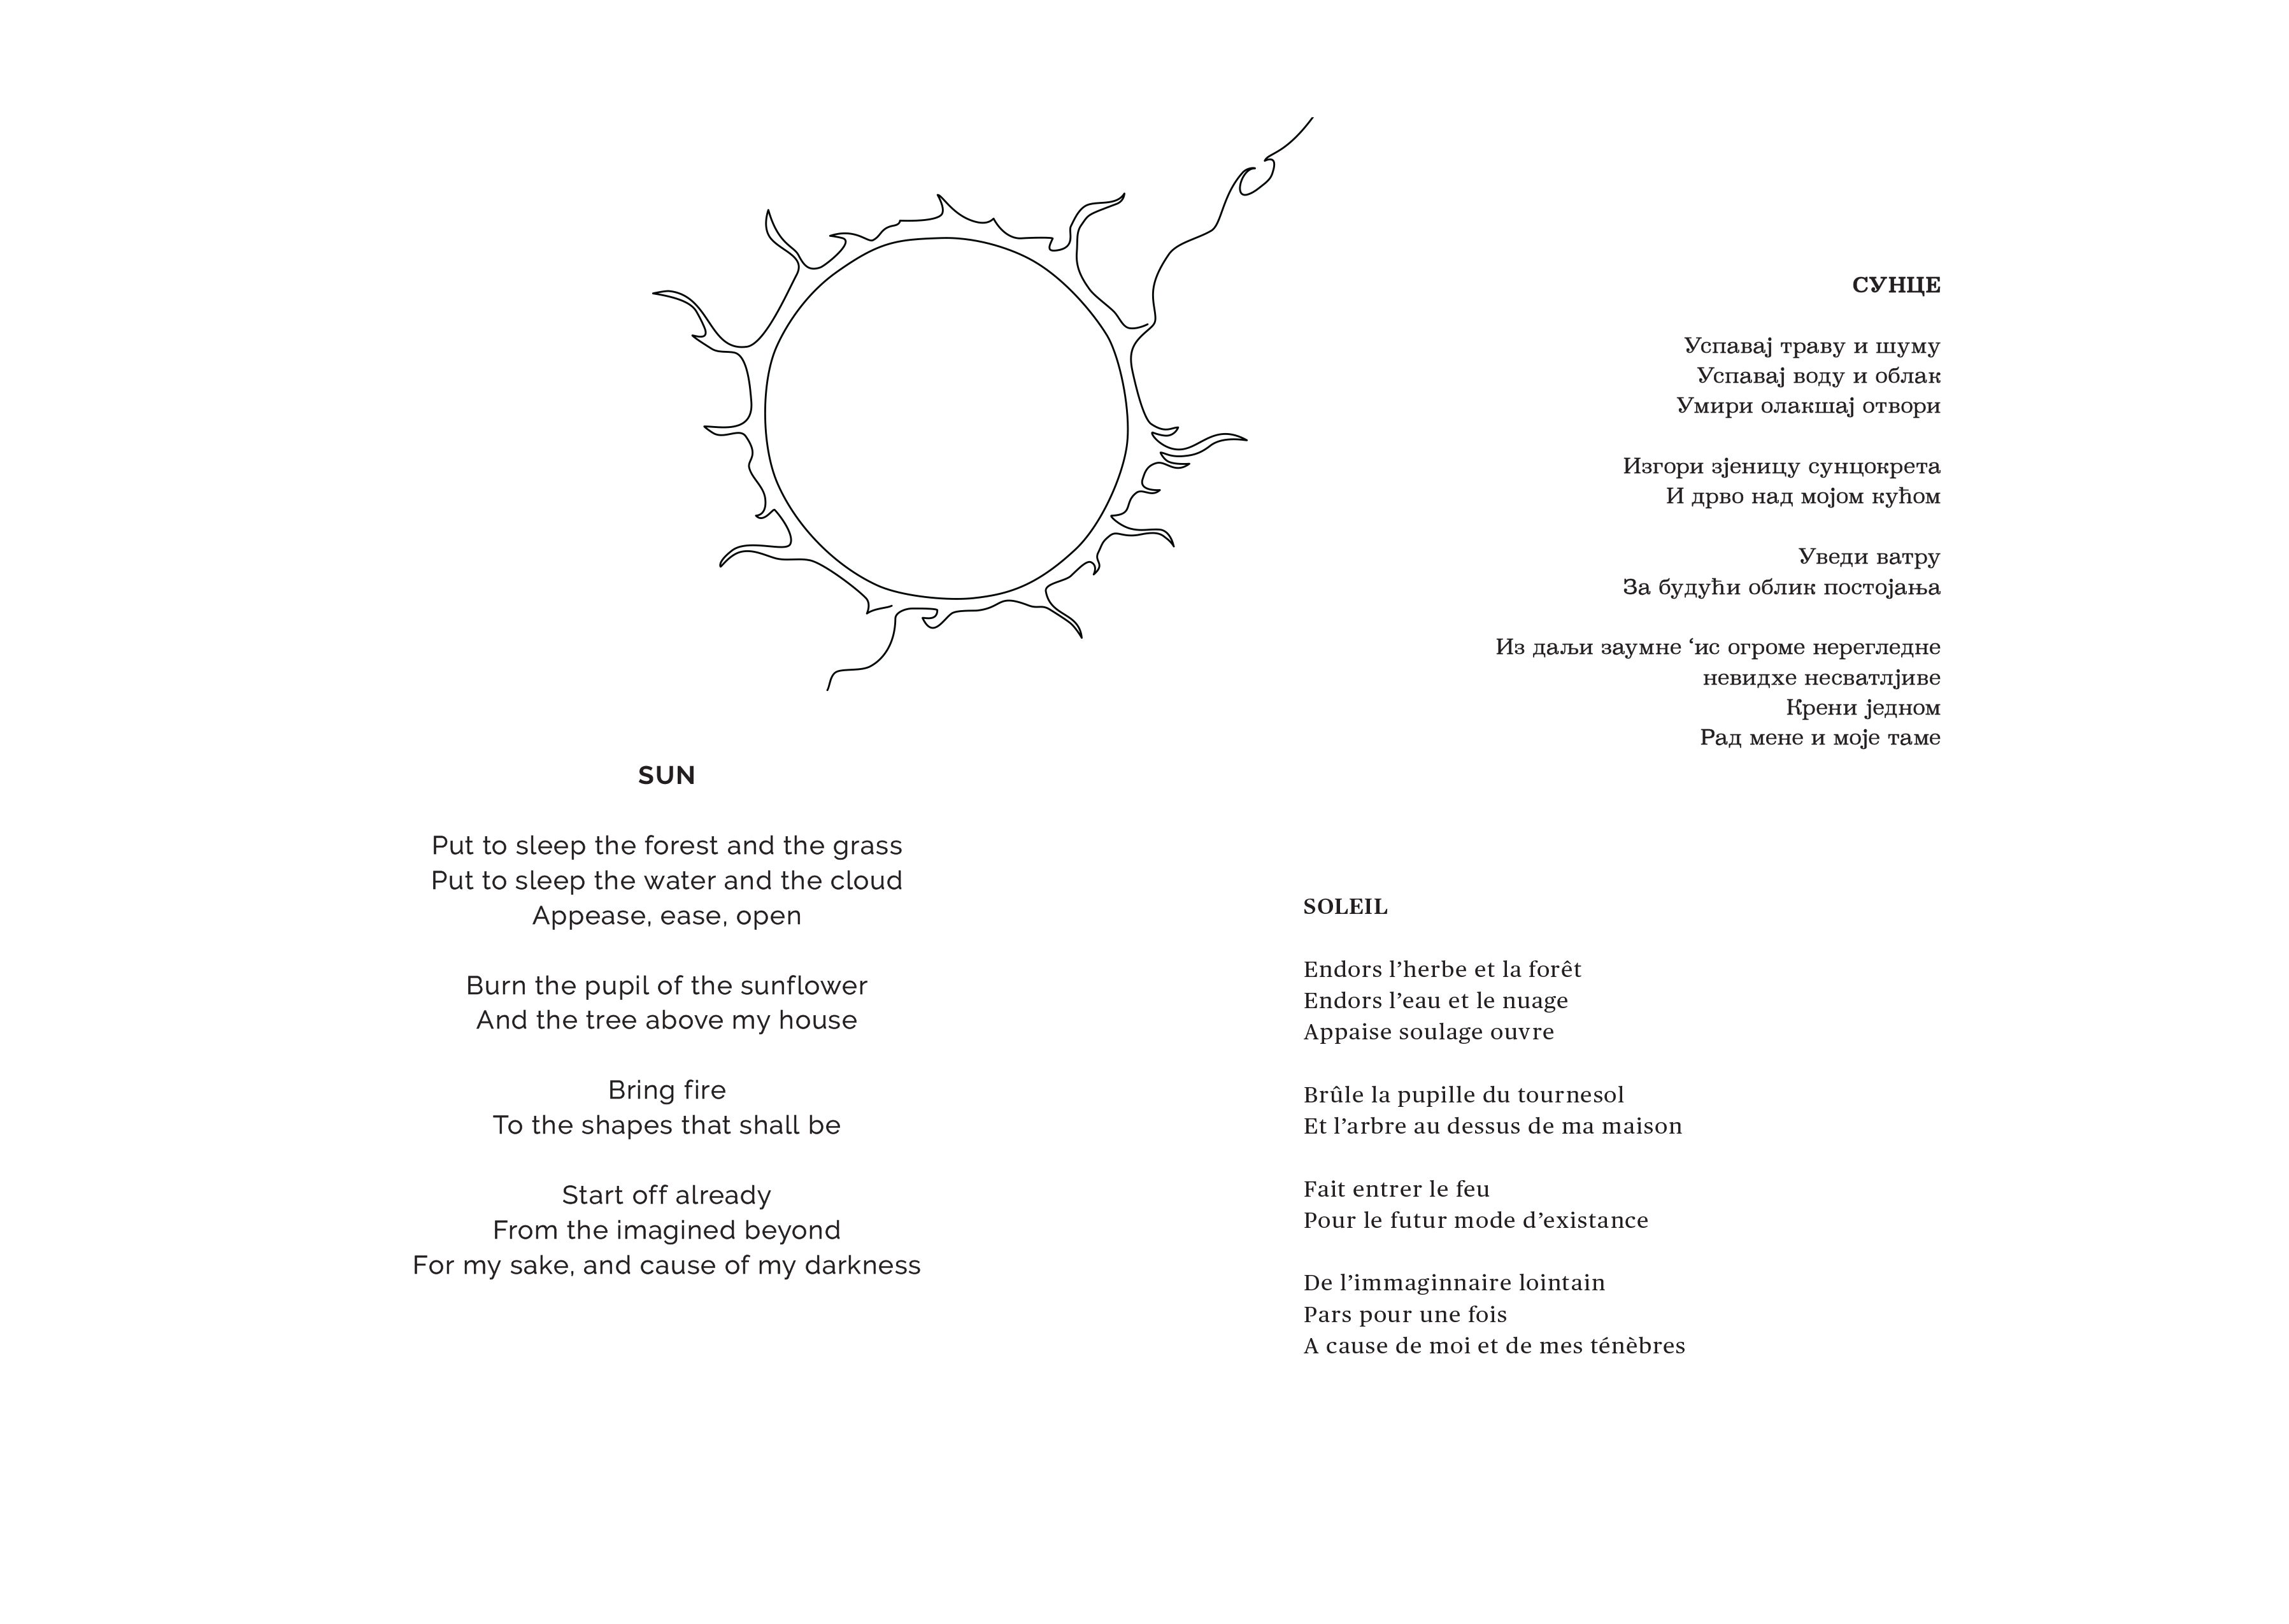 СУНЦЕ
Успавај траву и шуму
Успавај воду и облак
Умири олакшај отвори
Изгори зјеницу сунцокрета
И дрво над мојом кућом
Уведи ватру
За будући облик постојања
Из даљи заумне ‘ис огроме нерегледне
невидхе несватлјиве
Крени једном
Рад мене и моје таме
SUN
Put to sleep the forest and the grass
Put to sleep the water and the cloud
Appease, ease, open
Burn the pupil of the sunflower
And the tree above my house
Bring fire
To the shapes that shall be
Start off already
From the imagined beyond
For my sake, and cause of my darkness
SOLEIL
Endors l’herbe et la forêt
Endors l’eau et le nuage
Appaise soulage ouvre
Brûle la pupille du tournesol
Et l’arbre au dessus de ma maison
Fait entrer le feu
Pour le futur mode d’existance
De l’immaginnaire lointain
Pars pour une fois
A cause de moi et de mes ténèbres